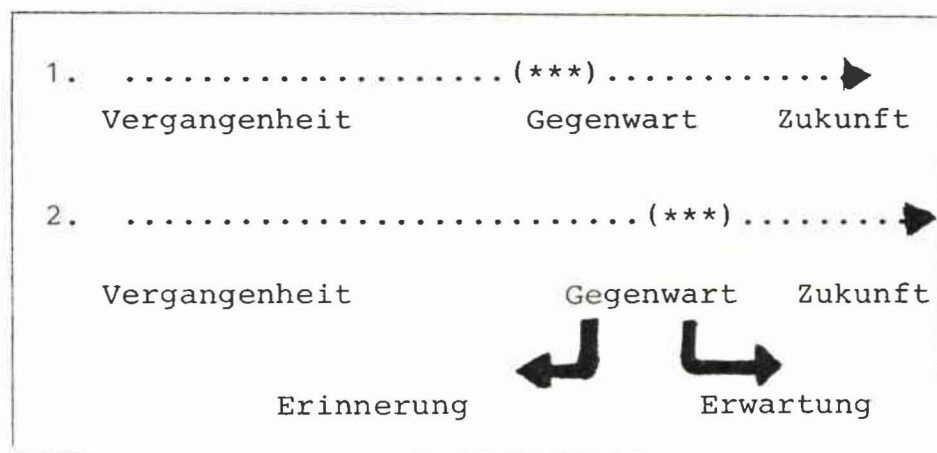 1. ...................(***)............
Vergangenheit Gegenwart Zukunft
2. ...........................(***)........
Vergangenheit Gegenwart Zukunft
Erinnerung Erwartung